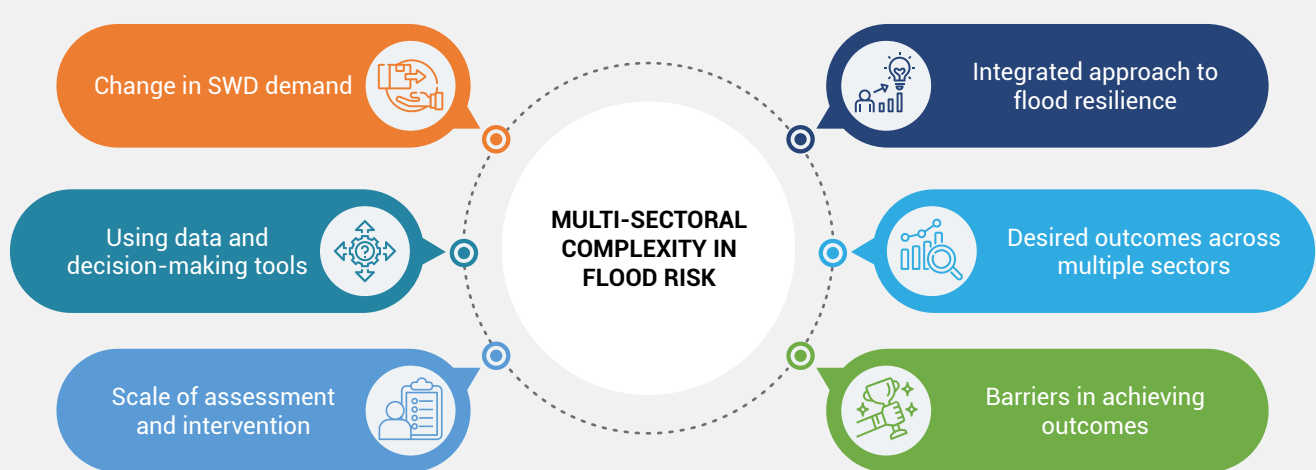 Change in SWD demand
Using data and
decision-making tools
Scale of assessment
and intervention
MULTI-SECTORAL
COMPLEXITY IN
FLOOD RISK
Integrated approach to
flood resilience
Desired outcomes across
multiple sectors
Barriers in achieving
outcomes